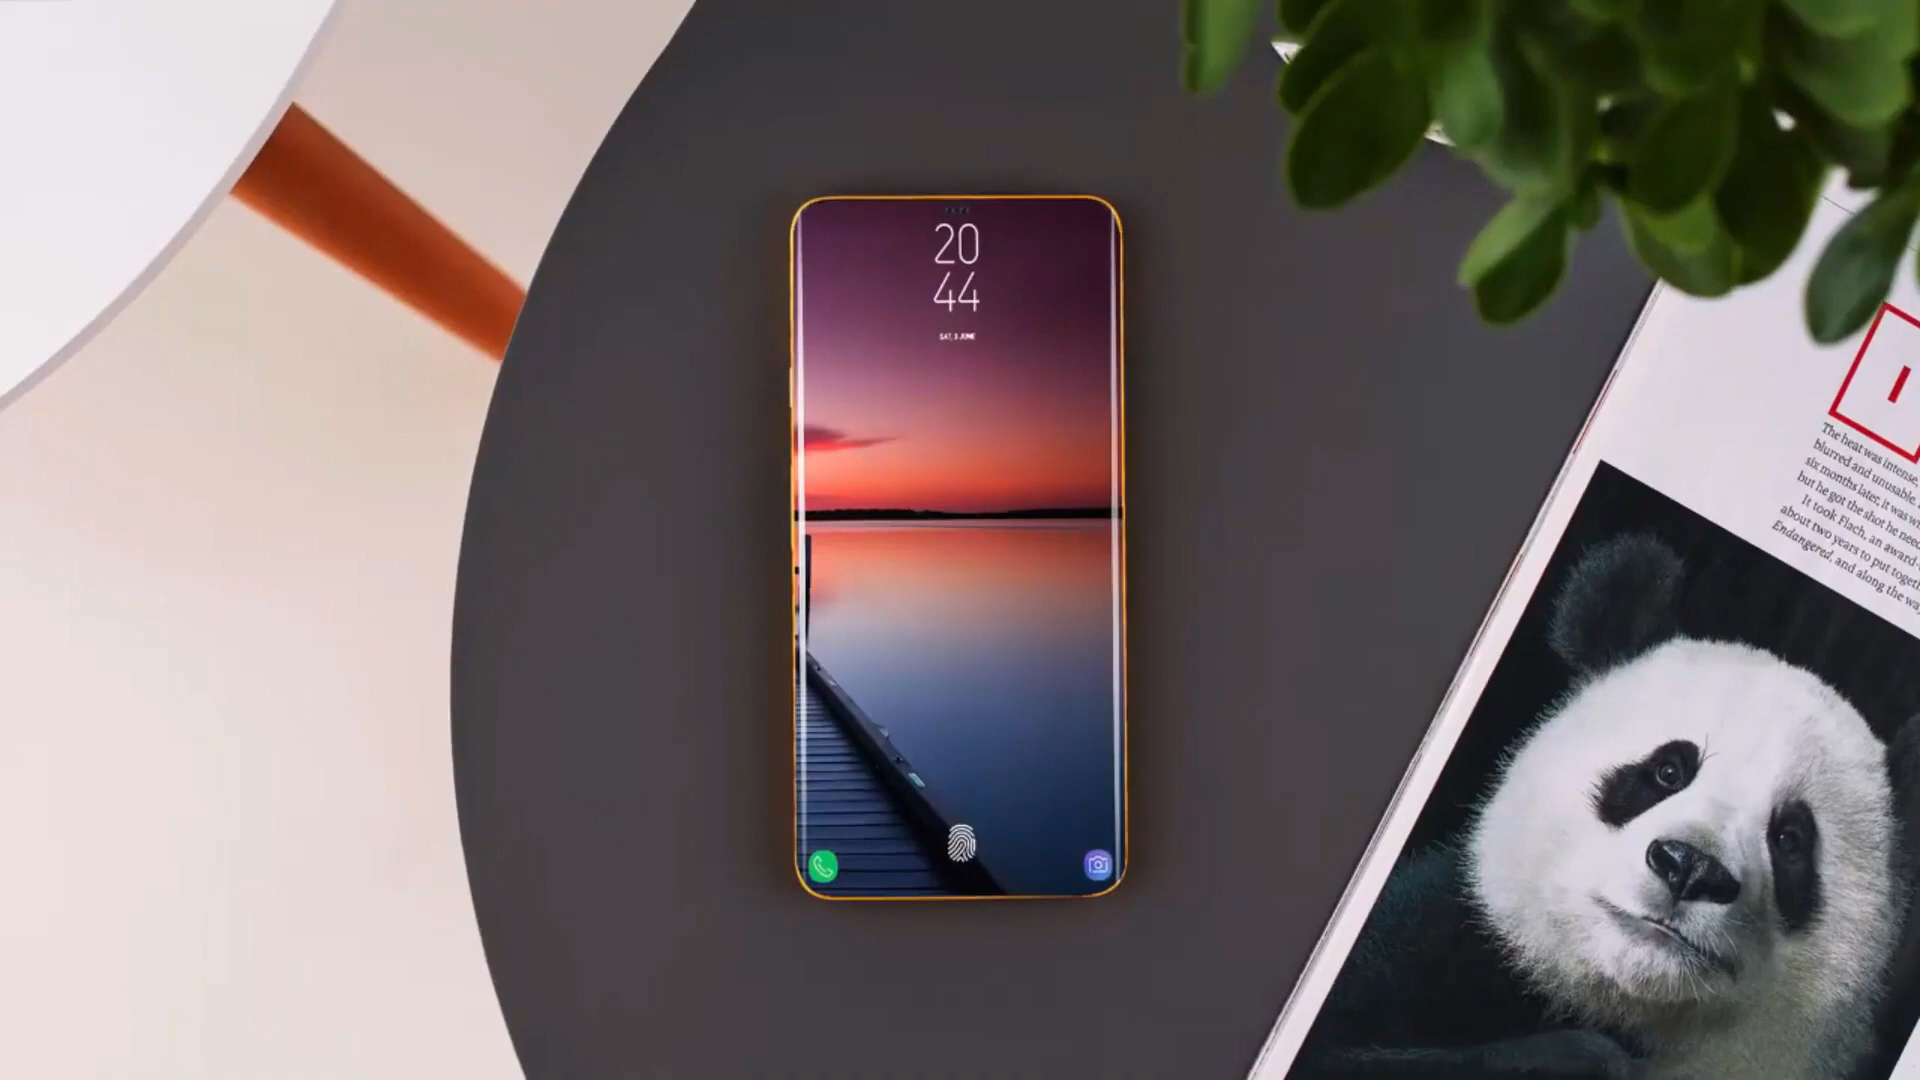 20
44
SAT, 3 JUNE
I
The heat was intense,
blurred and unusable.
six months later, it was
but he got the shot he
It took Flach, an award-
about two years to put
Endangered, and along the